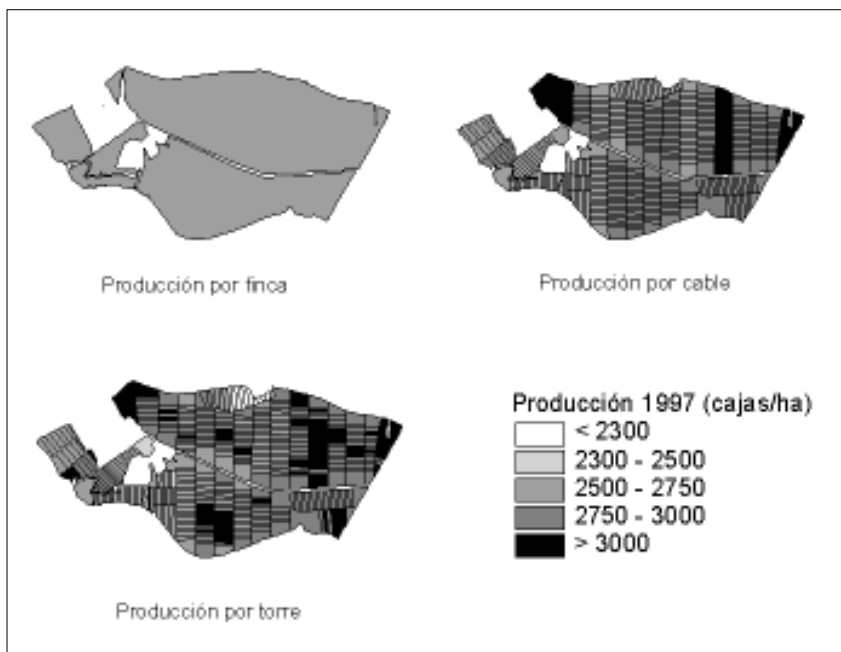 Producción por finca
Producción por cable
Producción por torre
Producción 1997 (cajas/ha)
< 2300
2300 - 2500
2500 - 2750
2750 - 3000
> 3000